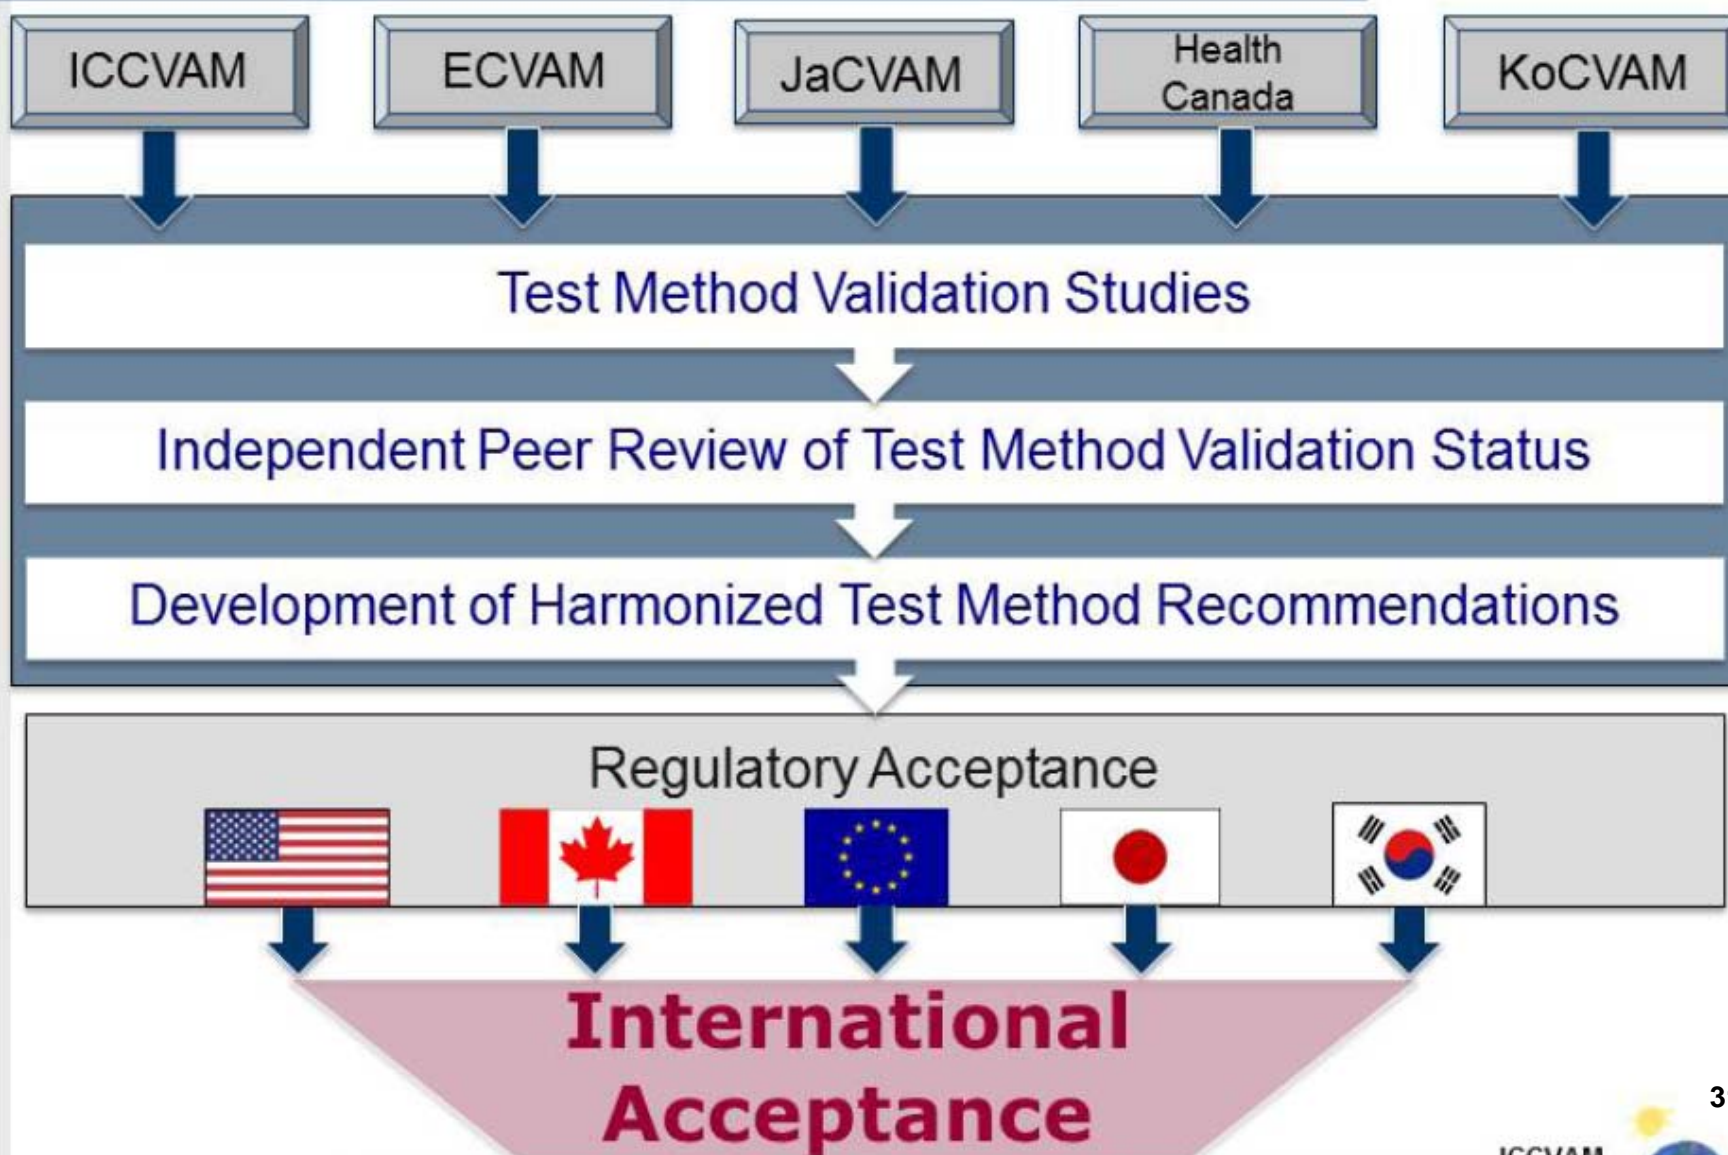 ICCVAM
ECVAM
JaCVAM
Health
Canada
KoCVAM
Test Method Validation Studies
Independent Peer Review of Test Method Validation Status
Development of Harmonized Test Method Recommendations
Regulatory Acceptance
International
Acceptance
3
ICCVAM